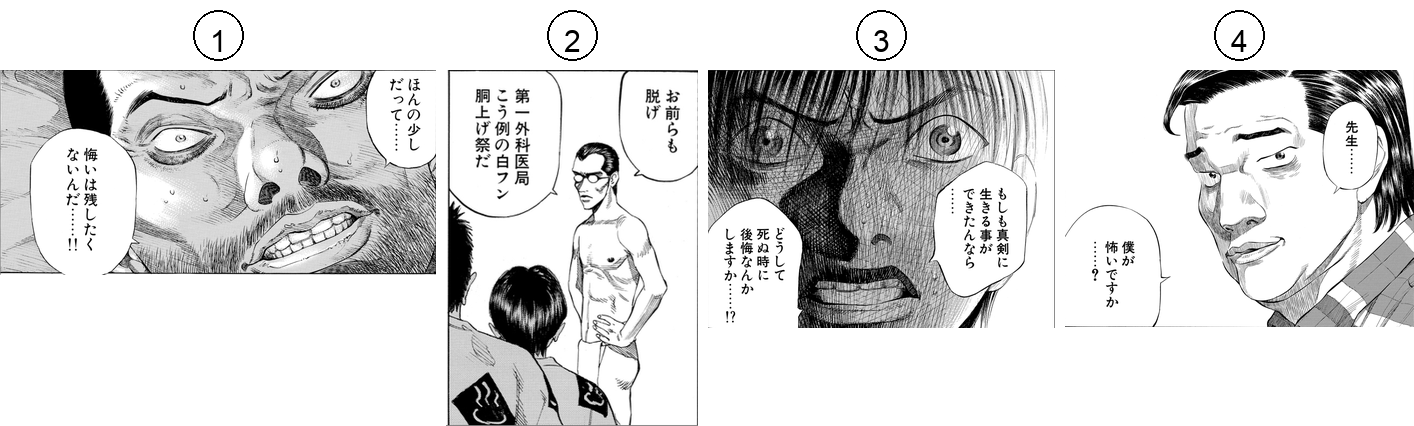 1
ほんの少し
だって……
悔いは残したく
ないんだ……!!
2
お前らも
脱げ
第一外科医局
こう例の白フン
胴上げ祭だ
3
もしも真剣に
生きる事が
できたんなら
……
どうして
死ぬ時に
後悔なんか
しますか……!?
4
先生……
僕が
怖いですか
……?